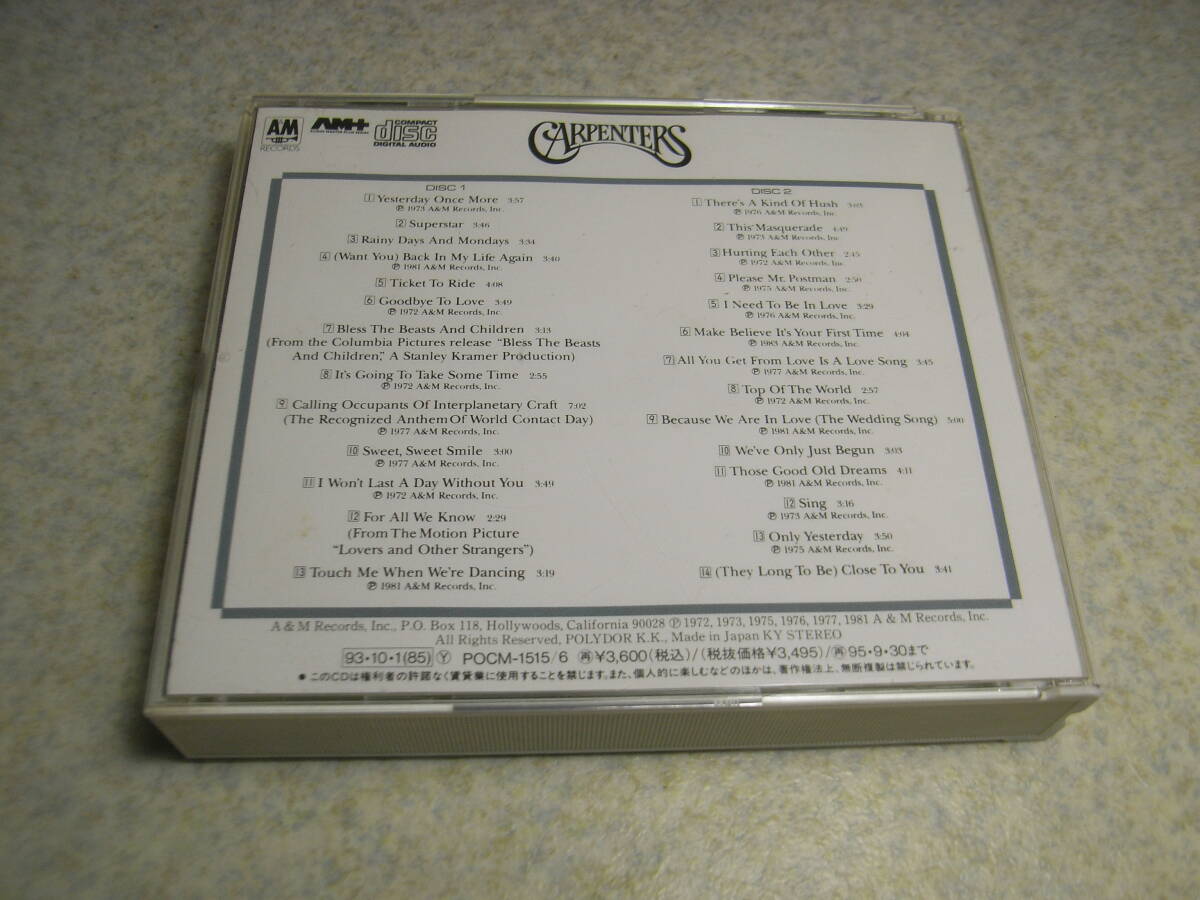 A&M
RECORDS
AM+
COMPACT
disc
DIGITAL AUDIO
CARPENTERS
DISC 1
1 Yesterday Once More 3:57
Ⓟ 1973 A&M Records, Inc.
2 Superstar 3:46
3 Rainy Days And Mondays 3:34
4 (Want You) Back In My Life Again 3:40
Ⓟ 1981 A&M Records, Inc.
5 Ticket To Ride 4:08
6 Goodbye To Love 3:49
Ⓟ 1972 A&M Records, Inc.
7 Bless The Beasts And Children 3:13
(From the Columbia Pictures release "Bless The Beasts
And Children," A Stanley Kramer Production)
8 It's Going To Take Some Time 2:55
Ⓟ 1972 A&M Records, Inc.
9 Calling Occupants Of Interplanetary Craft 7:02
(The Recognized Anthem Of World Contact Day)
Ⓟ 1977 A&M Records, Inc.
10 Sweet, Sweet Smile 3:00
Ⓟ 1977 A&M Records, Inc.
11 I Won't Last A Day Without You 3:49
Ⓟ 1972 A&M Records, Inc.
12 For All We Know 2:29
(From The Motion Picture
"Lovers and Other Strangers")
13 Touch Me When We're Dancing 3:19
Ⓟ 1981 A&M Records, Inc.
DISC 2
1 There's A Kind Of Hush 3:03
Ⓟ 1976 A&M Records, Inc.
2 This Masquerade 4:49
Ⓟ 1973 A&M Records, Inc.
3 Hurting Each Other 2:45
Ⓟ 1972 A&M Records, Inc.
4 Please Mr. Postman 2:50
Ⓟ 1975 A&M Records, Inc.
5 I Need To Be In Love 3:29
Ⓟ 1976 A&M Records, Inc.
6 Make Believe It's Your First Time 4:04
Ⓟ 1983 A&M Records, Inc.
7 All You Get From Love Is A Love Song 3:45
Ⓟ 1977 A&M Records, Inc.
8 Top Of The World 2:57
Ⓟ 1972 A&M Records, Inc.
9 Because We Are In Love (The Wedding Song) 5:00
Ⓟ 1981 A&M Records, Inc.
10 We've Only Just Begun 3:03
11 Those Good Old Dreams 4:11
Ⓟ 1981 A&M Records, Inc.
12 Sing 3:16
Ⓟ 1973 A&M Records, Inc.
13 Only Yesterday 3:50
Ⓟ 1975 A&M Records, Inc.
14 (They Long To Be) Close To You 3:41
A & M Records, Inc., P.O. Box 118, Hollywoods, California 90028 Ⓟ 1972, 1973, 1975, 1976, 1977, 1981 A & M Records, Inc.
All Rights Reserved, POLYDOR K.K., Made in Japan KY STEREO
93・10・1(85) Ⓨ POCM-1515/6 再¥3,600(税込)/(税抜価格¥3,495)/再95・9・30まで
●このCDは権利者の許諾なく賃貸業に使用することを禁じます。また、個人的に楽しむなどのほかは、著作権法上、無断複製は禁じられています。